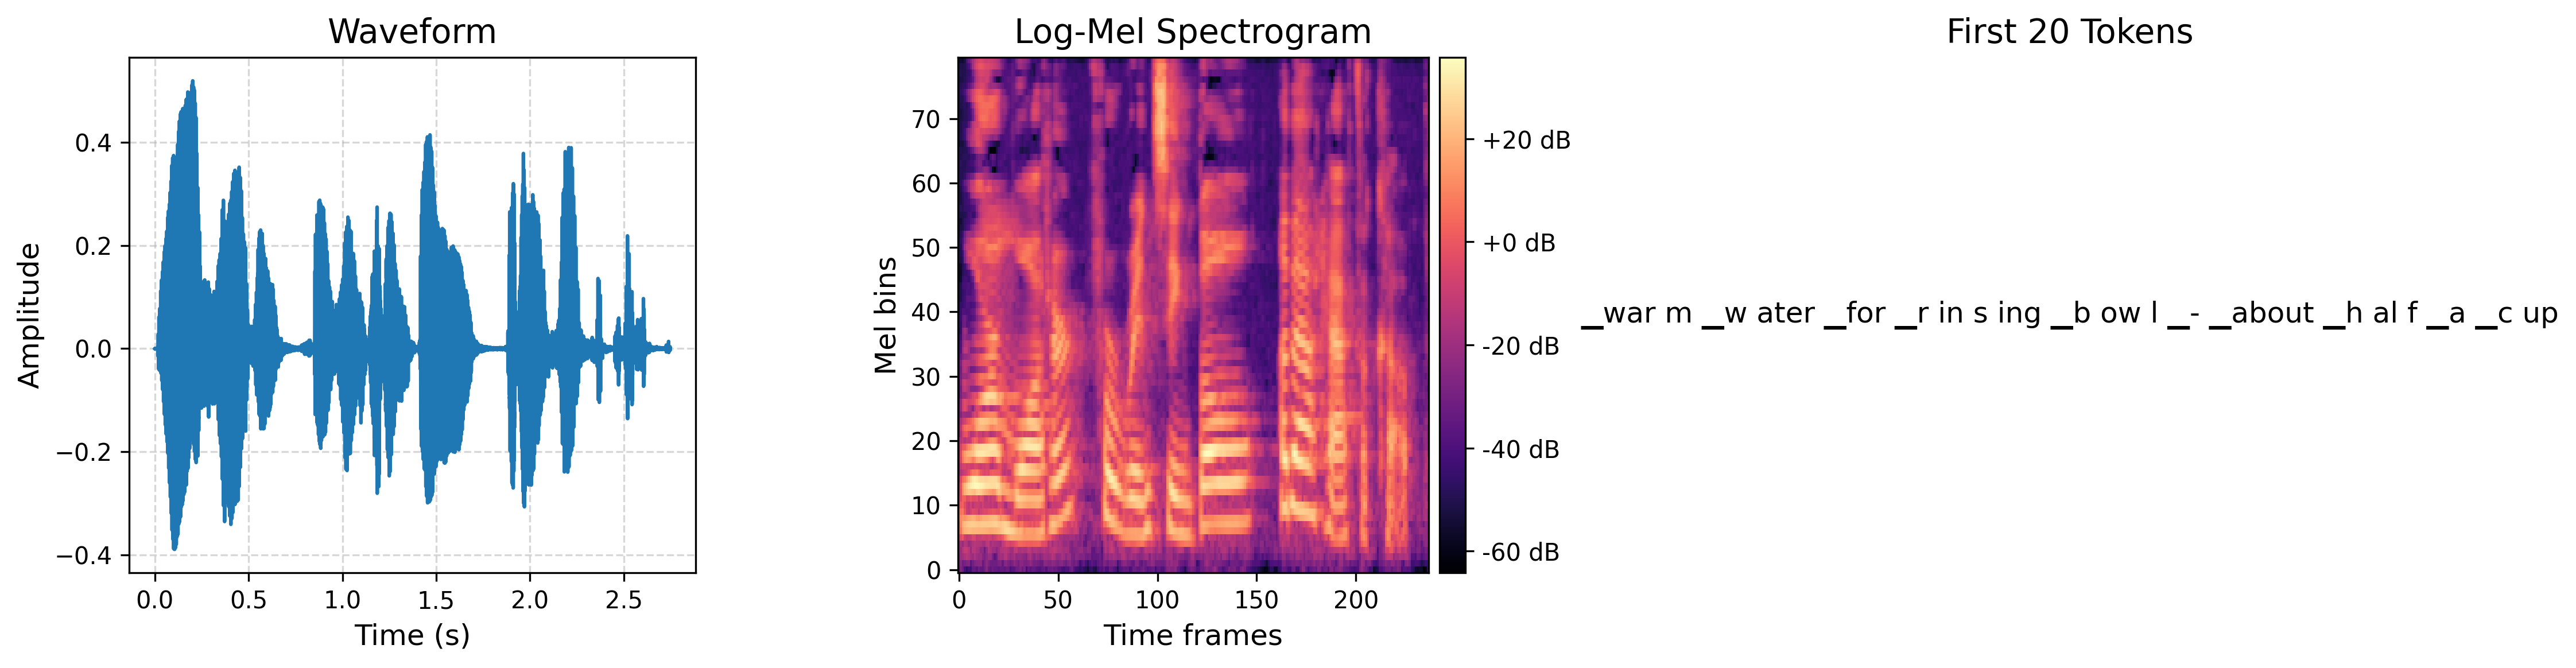 Waveform
Amplitude
0.4
0.2
0.0
−0.2
−0.4
0.0 0.5 1.0 1.5 2.0 2.5
Time (s)
Log-Mel Spectrogram
Mel bins
70
60
50
40
30
20
10
0
0 50 100 150 200
Time frames
+20 dB
+0 dB
-20 dB
-40 dB
-60 dB
First 20 Tokens
▁war m ▁w ater ▁for ▁r in s ing ▁b ow l ▁- ▁about ▁h al f ▁a ▁c up